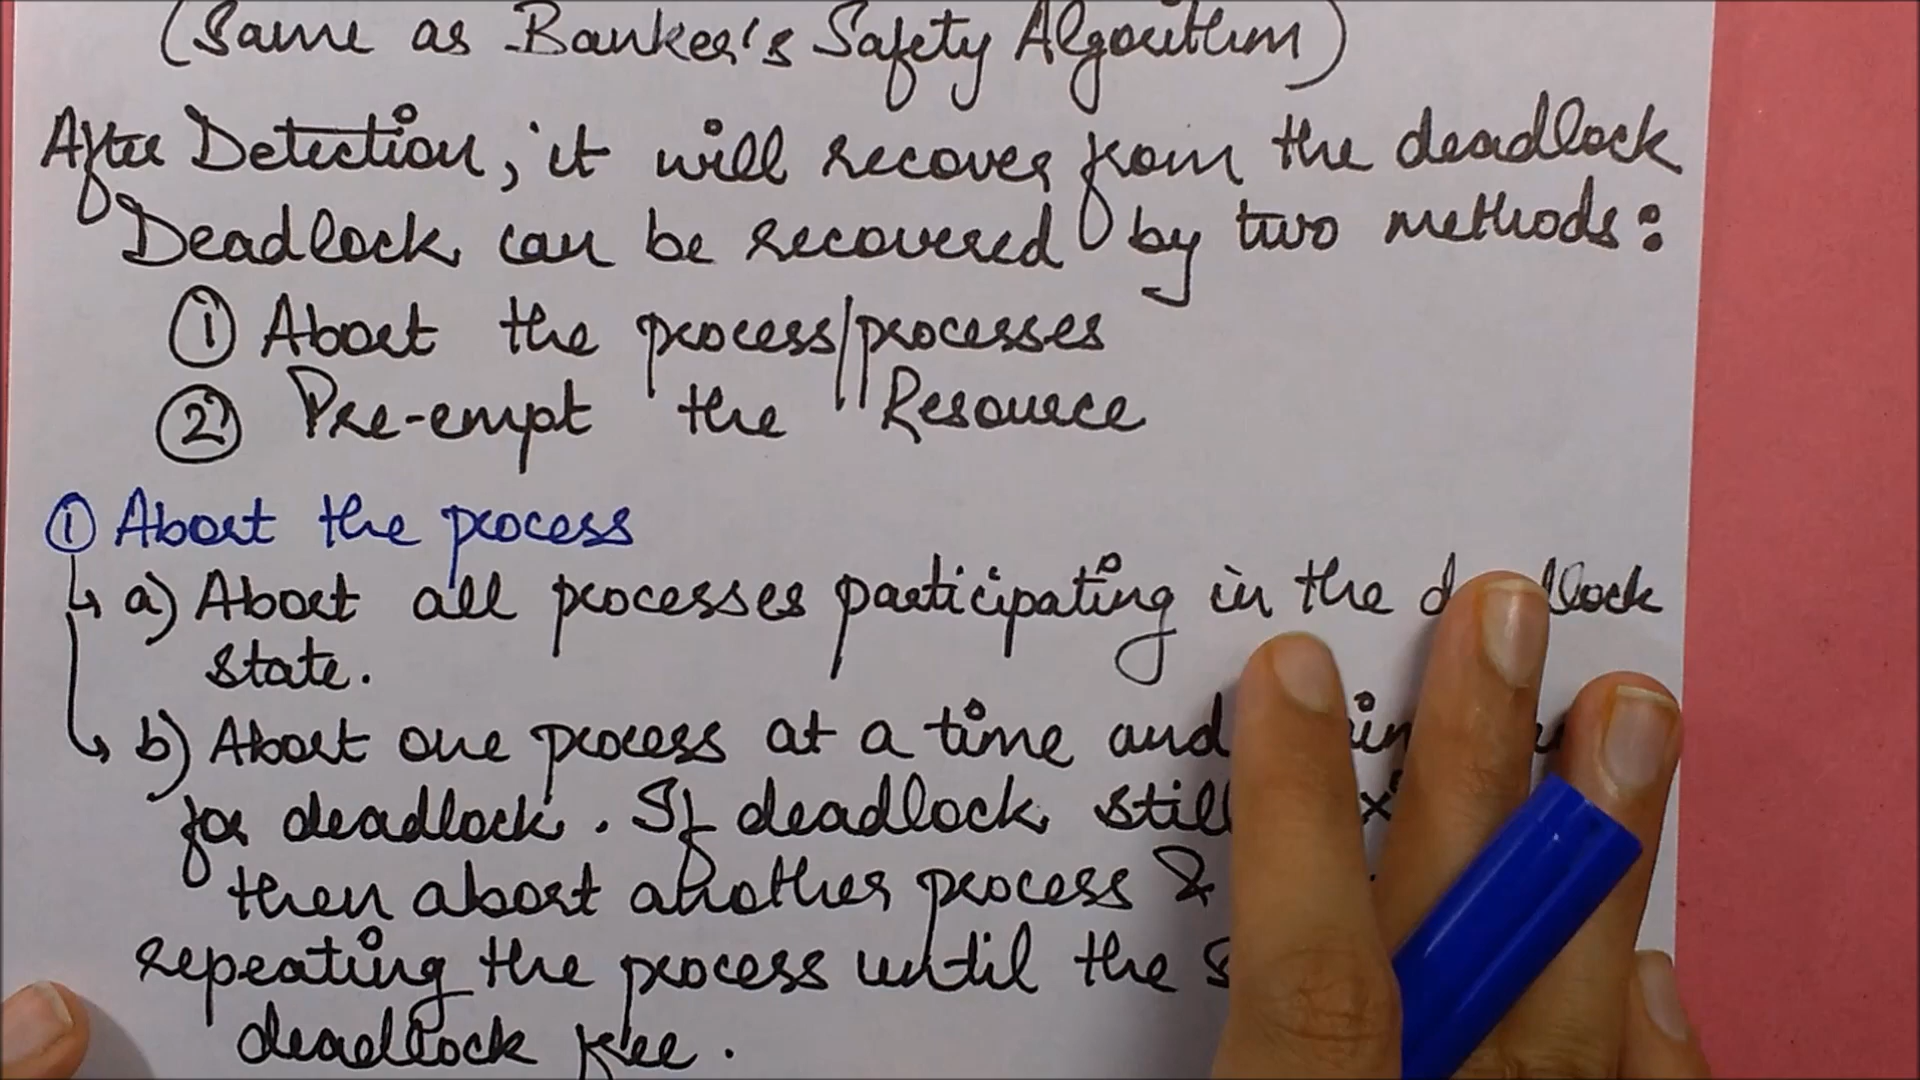 (Same as Banker's Safety Algorithm)
After Detection, it will recover from the deadlock
Deadlock can be recovered by two methods:
① Abort the process/processes
② Pre-empt the Resource
① Abort the process
a) Abort all processes participating in the deadlock
state.
b) Abort one process at a time and
for deadlock. If deadlock still
then abort another process &
repeating the process until the
deadlock free.